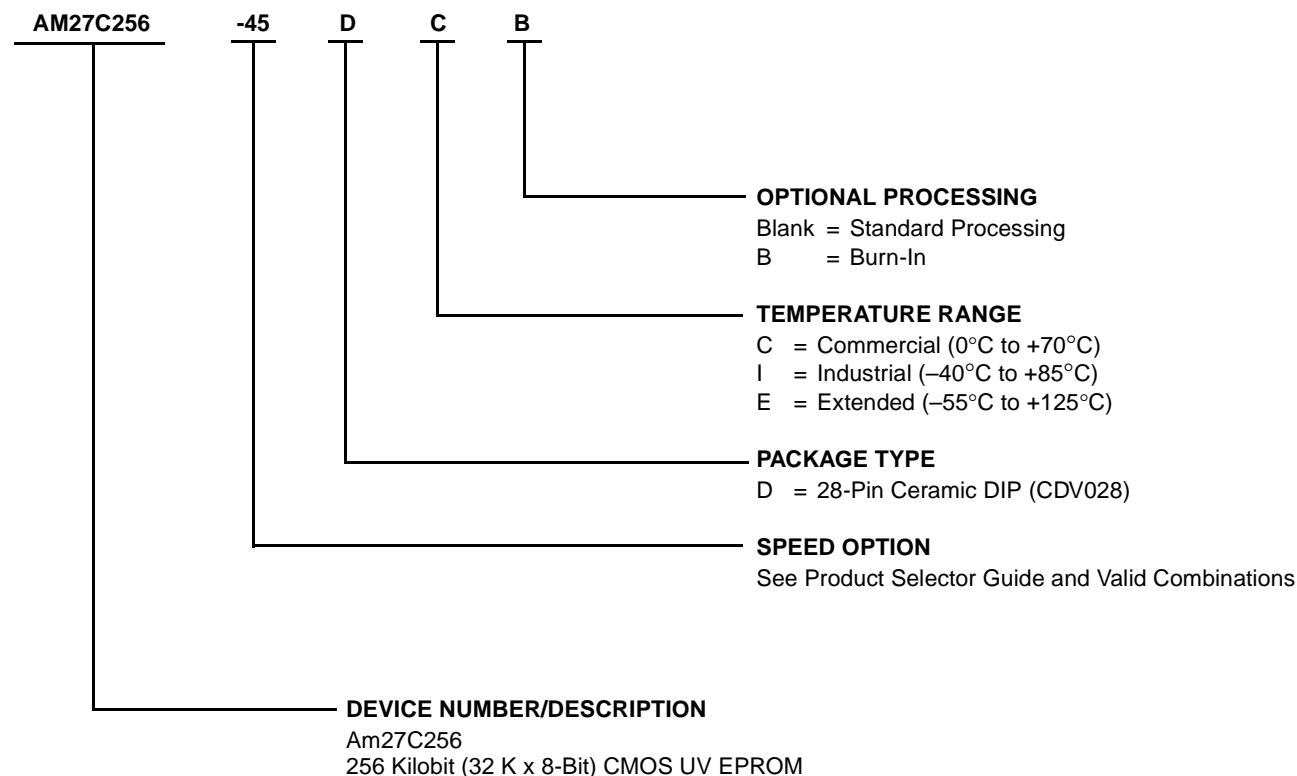 AM27C256 -45 D C B
OPTIONAL PROCESSING
Blank = Standard Processing
B = Burn-In
TEMPERATURE RANGE
C = Commercial (0°C to +70°C)
I = Industrial (–40°C to +85°C)
E = Extended (–55°C to +125°C)
PACKAGE TYPE
D = 28-Pin Ceramic DIP (CDV028)
SPEED OPTION
See Product Selector Guide and Valid Combinations
DEVICE NUMBER/DESCRIPTION
Am27C256
256 Kilobit (32 K x 8-Bit) CMOS UV EPROM